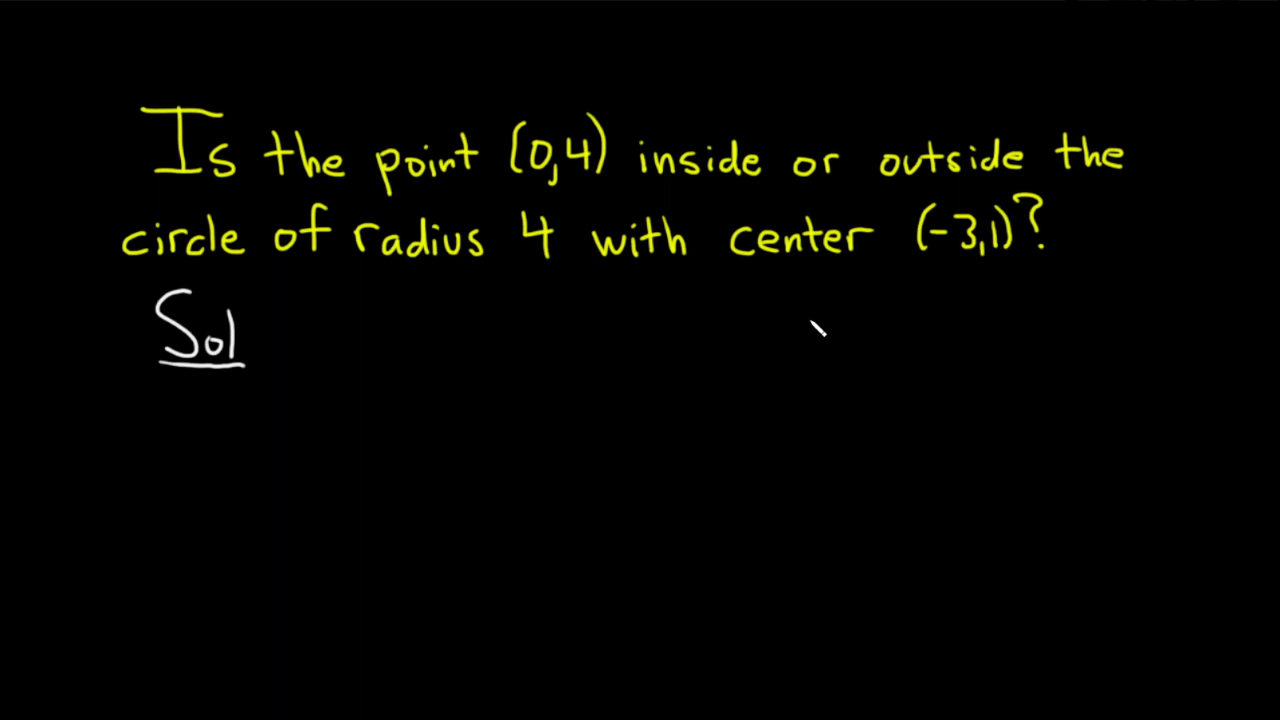 Is the point (0,4) inside or outside the
circle of radius 4 with center (-3,1)?
Sol